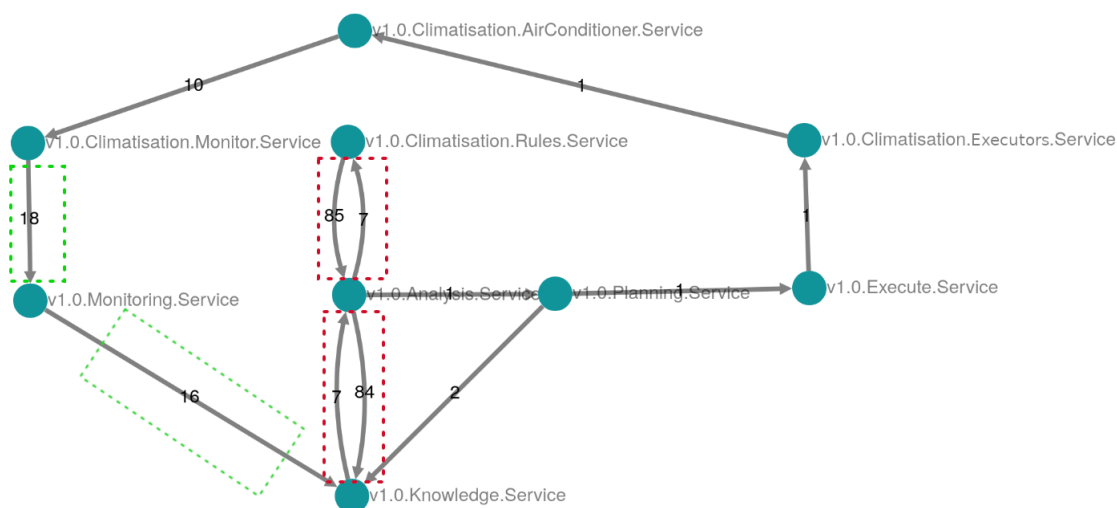 v1.0.Climatisation.AirConditioner.Service
10
1
v1.0.Climatisation.Monitor.Service
v1.0.Climatisation.Rules.Service
v1.0.Climatisation.Executors.Service
18
85
7
1
v1.0.Monitoring.Service
v1.0.Analysis.Service
1
v1.0.Planning.Service
1
v1.0.Execute.Service
16
7
84
2
v1.0.Knowledge.Service